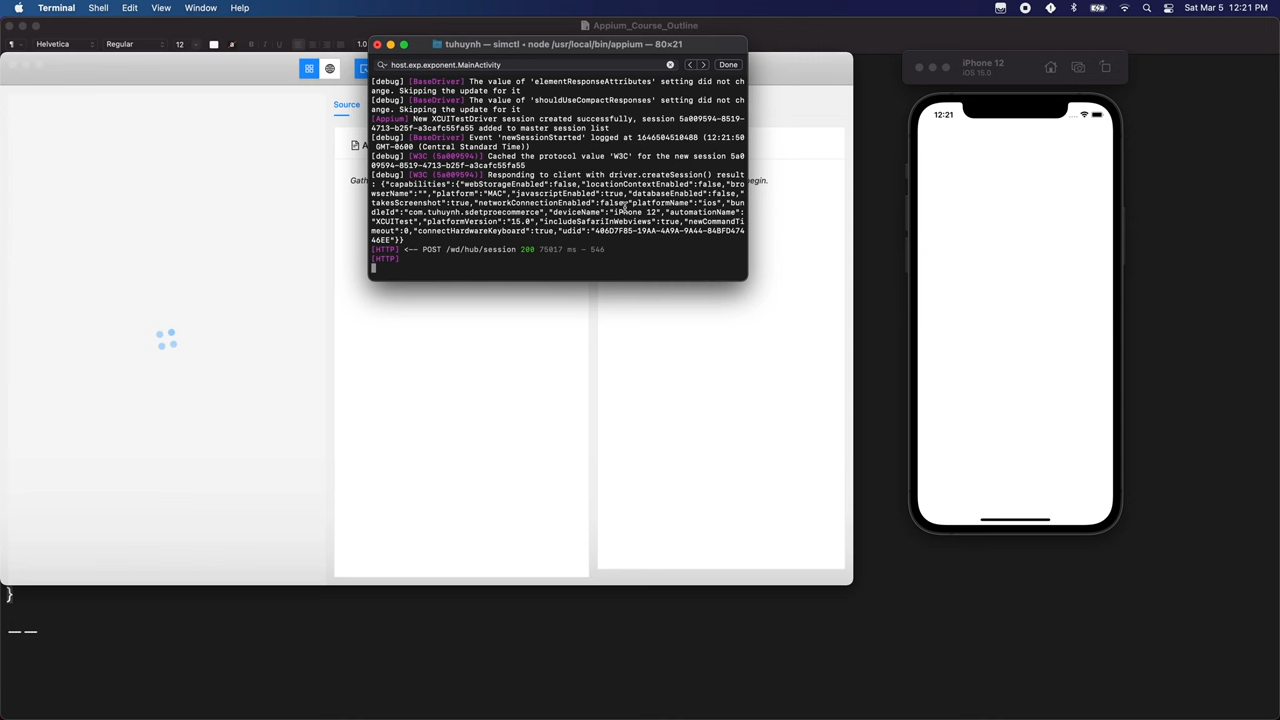 Terminal Shell Edit View Window Help
Sat Mar 5 12:21 PM
Appium_Course_Outline
Helvetica Regular 12 B I U 1.0
tuhuynh — simctl • node /usr/local/bin/appium — 80×21
host.exp.exponent.MainActivity
Done
[debug] [BaseDriver] The value of 'elementResponseAttributes' setting did not ch
ange. Skipping the update for it
[debug] [BaseDriver] The value of 'shouldUseCompactResponses' setting did not ch
ange. Skipping the update for it
[Appium] New XCUITestDriver session created successfully, session 5a009594-8519-
4713-b25f-a3cafc55fa55 added to master session list
[debug] [BaseDriver] Event 'newSessionStarted' logged at 1646504510488 (12:21:50
GMT-0600 (Central Standard Time))
[debug] [W3C (5a009594)] Cached the protocol value 'W3C' for the new session 5a0
09594-8519-4713-b25f-a3cafc55fa55
[debug] [W3C (5a009594)] Responding to client with driver.createSession() result
: {"capabilities":{"webStorageEnabled":false,"locationContextEnabled":false,"bro
wserName":"","platform":"MAC","javascriptEnabled":true,"databaseEnabled":false,"
takesScreenshot":true,"networkConnectionEnabled":false,"platformName":"ios","bun
dleId":"com.tuhuynh.sdetproecommerce","deviceName":"iPhone 12","automationName":
"XCUITest","platformVersion":"15.0","includeSafariInWebviews":true,"newCommandTi
meout":0,"connectHardwareKeyboard":true,"udid":"406D7F85-19AA-4A9A-9A44-84BFD474
46EE"}}
[HTTP] <-- POST /wd/hub/session 200 75017 ms - 546
[HTTP]
Source
Gath
begin.
iPhone 12
iOS 15.0
12:21
}
——